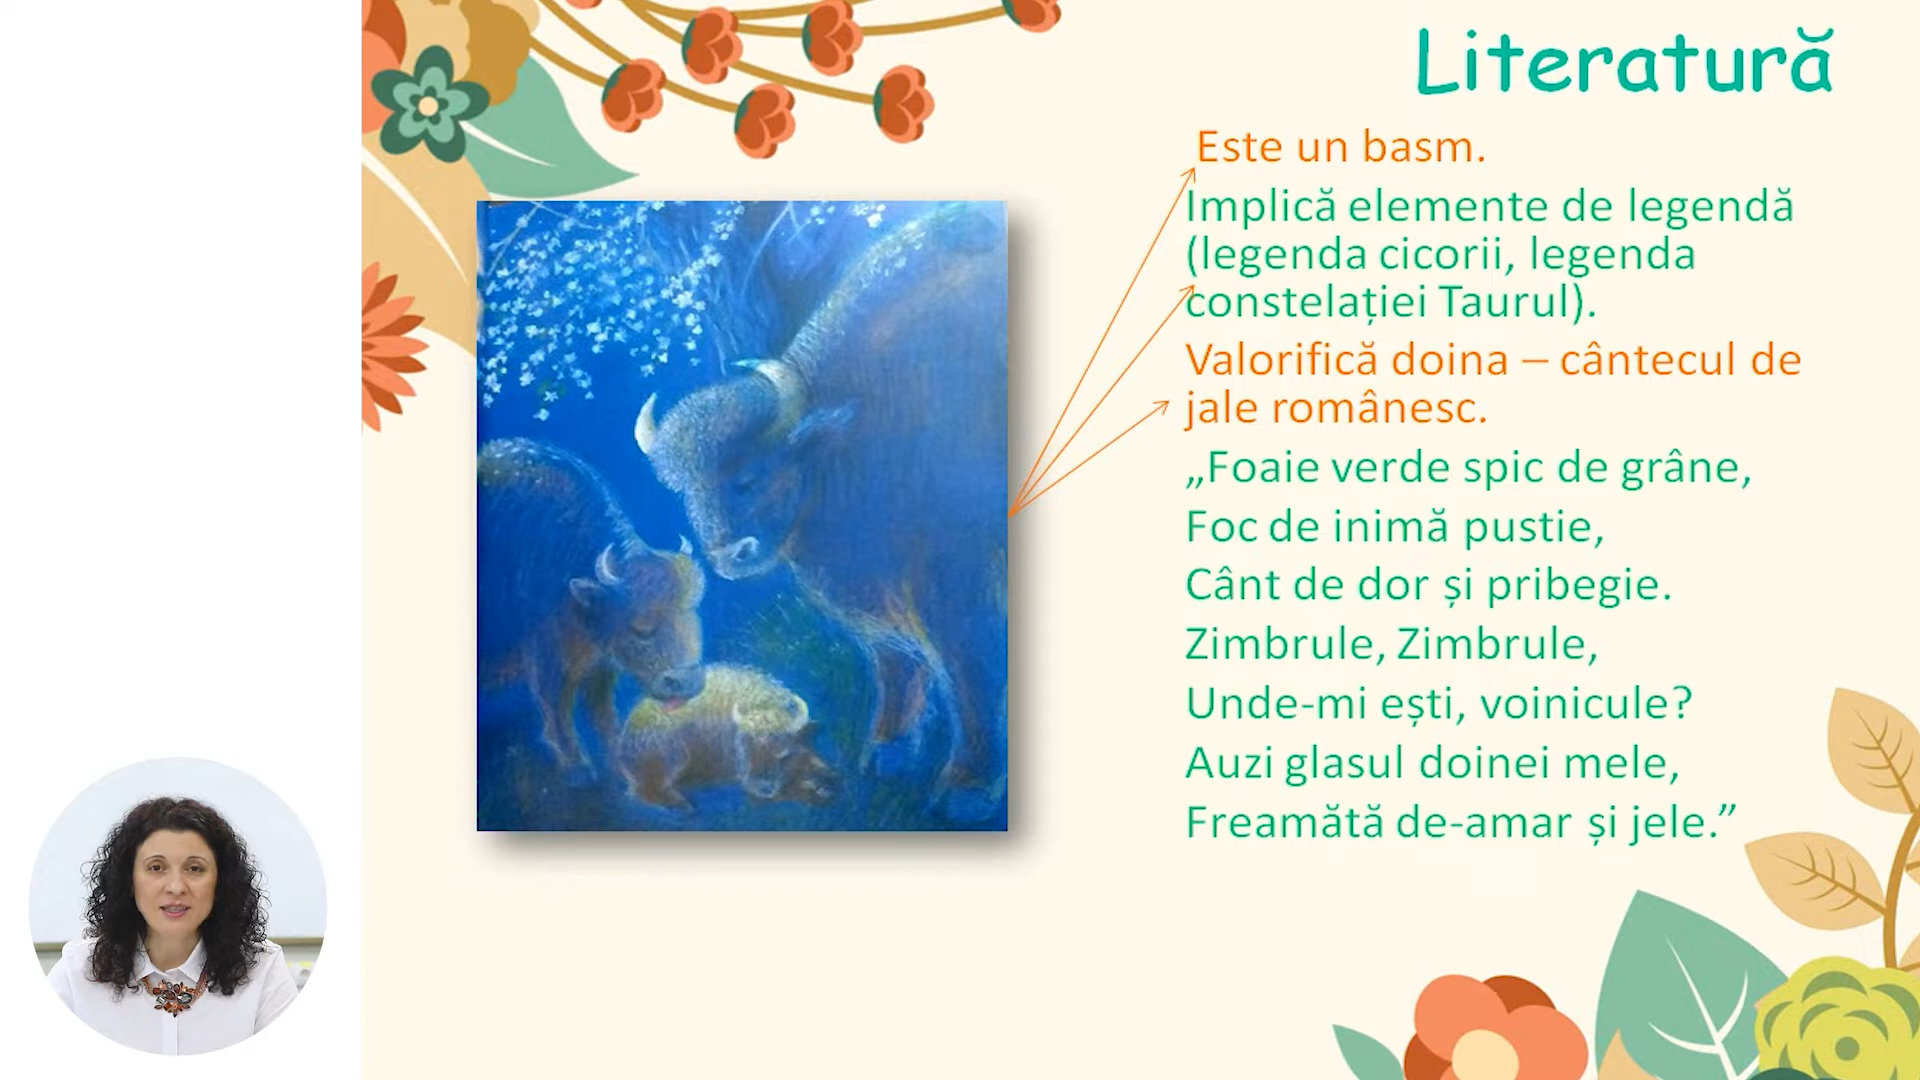 Literatură
Este un basm.
Implică elemente de legendă
(legenda cicorii, legenda
constelației Taurul).
Valorifică doina – cântecul de
jale românesc.
„Foaie verde spic de grâne,
Foc de inimă pustie,
Cânt de dor și pribegie.
Zimbrule, Zimbrule,
Unde-mi ești, voinicule?
Auzi glasul doinei mele,
Freamătă de-amar și jele.”